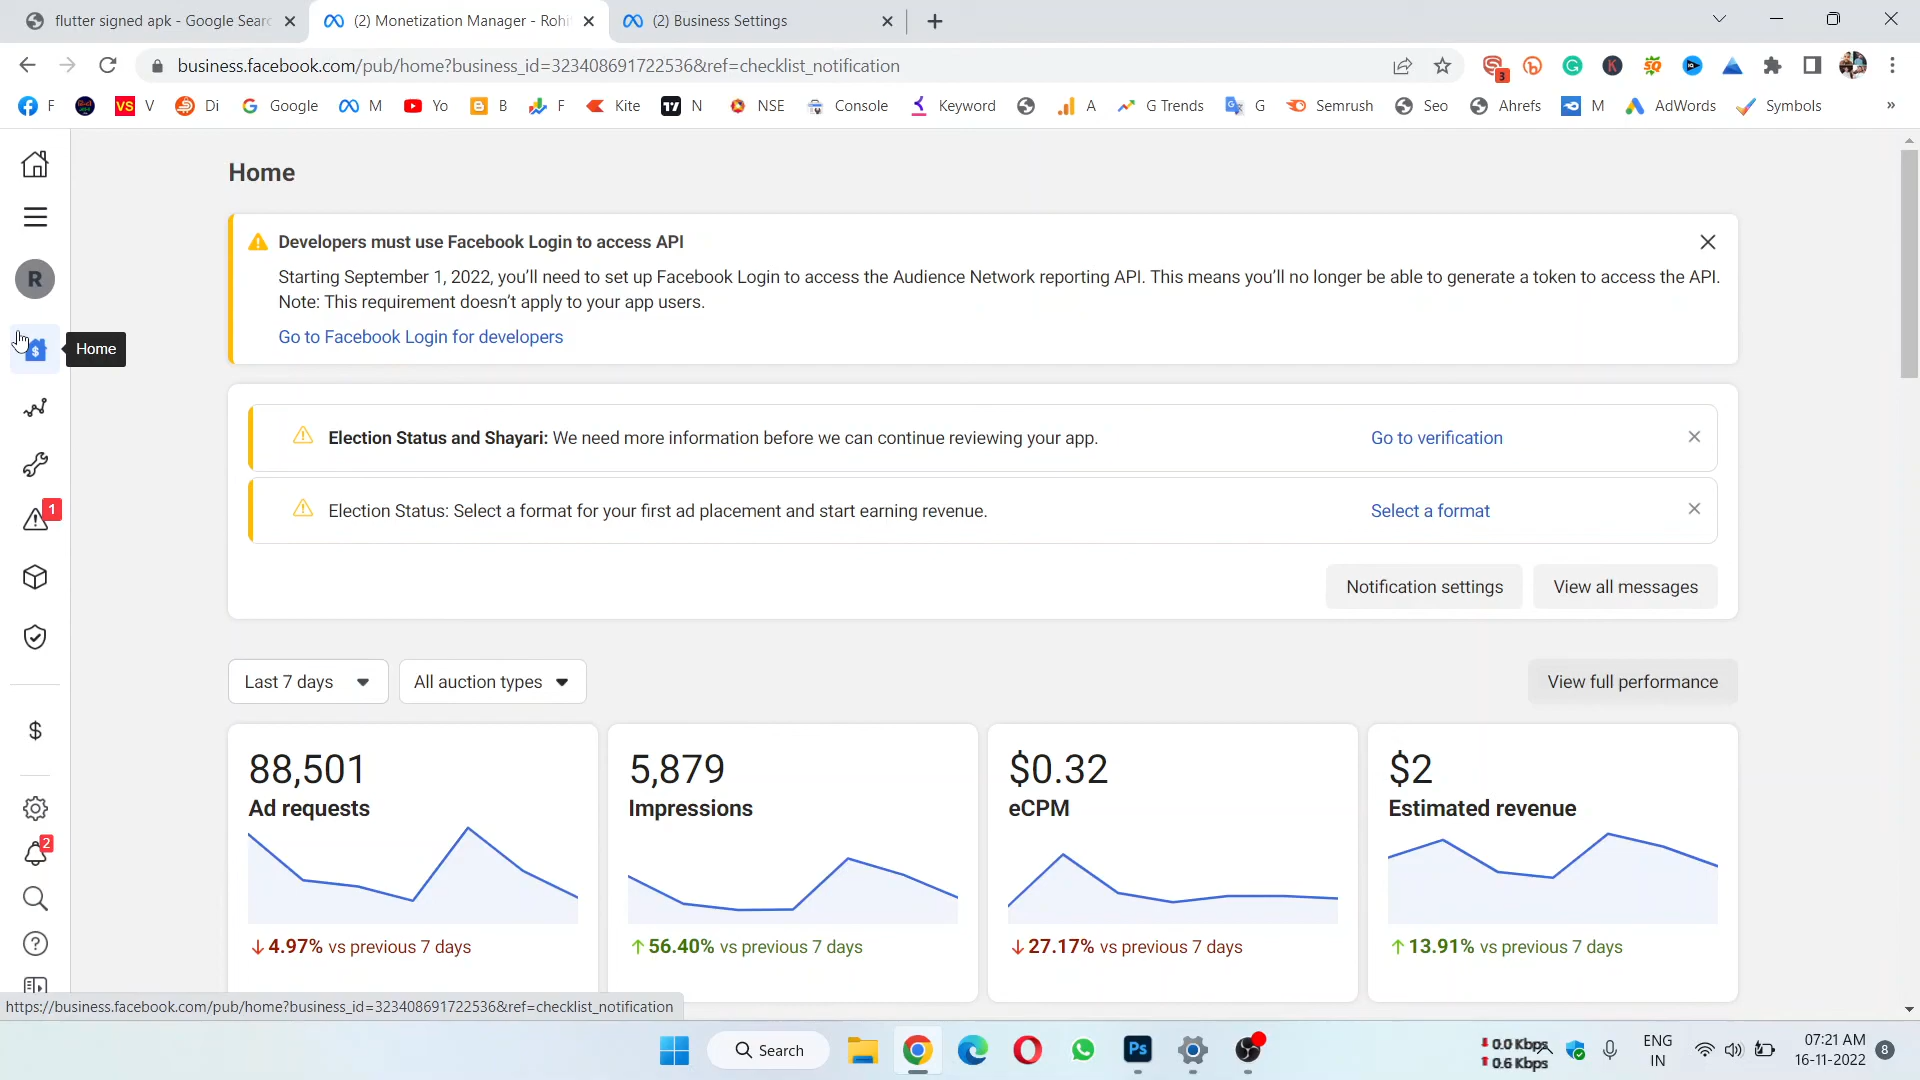 flutter signed apk - Google Sear
(2) Monetization Manager - Rohi
(2) Business Settings
business.facebook.com/pub/home?business_id=323408691722536&ref=checklist_notification
3
F
VS V
Di
Google
M
Yo
B
F
Kite
N
NSE
Console
Keyword
A
G Trends
G
Semrush
Seo
Ahrefs
M
AdWords
Symbols
»
Home
Developers must use Facebook Login to access API
Starting September 1, 2022, you'll need to set up Facebook Login to access the Audience Network reporting API. This means you'll no longer be able to generate a token to access the API.
Note: This requirement doesn't apply to your app users.
Go to Facebook Login for developers
R
Home
Election Status and Shayari: We need more information before we can continue reviewing your app.
Go to verification
Election Status: Select a format for your first ad placement and start earning revenue.
Select a format
1
Notification settings
View all messages
Last 7 days
All auction types
View full performance
88,501
Ad requests
↓ 4.97% vs previous 7 days
5,879
Impressions
↑ 56.40% vs previous 7 days
$0.32
eCPM
↓ 27.17% vs previous 7 days
$2
Estimated revenue
↑ 13.91% vs previous 7 days
2
https://business.facebook.com/pub/home?business_id=323408691722536&ref=checklist_notification
Search
Ps
0.0 Kbps
0.6 Kbps
ENG
IN
07:21 AM
16-11-2022
8